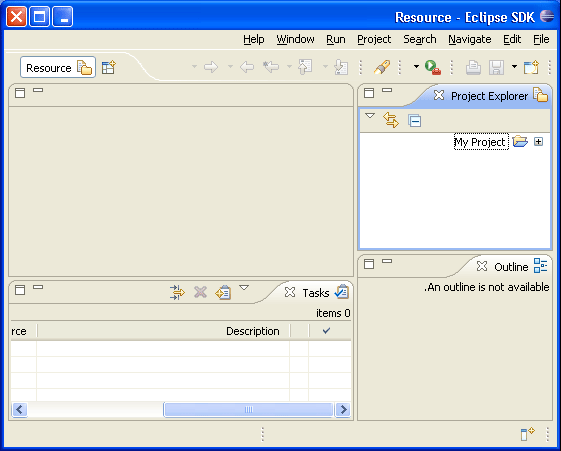 Resource - Eclipse SDK
File Edit Navigate Search Project Run Window Help
Resource
Project Explorer
My Project
Outline
.An outline is not available
Tasks
items 0
Description
rce